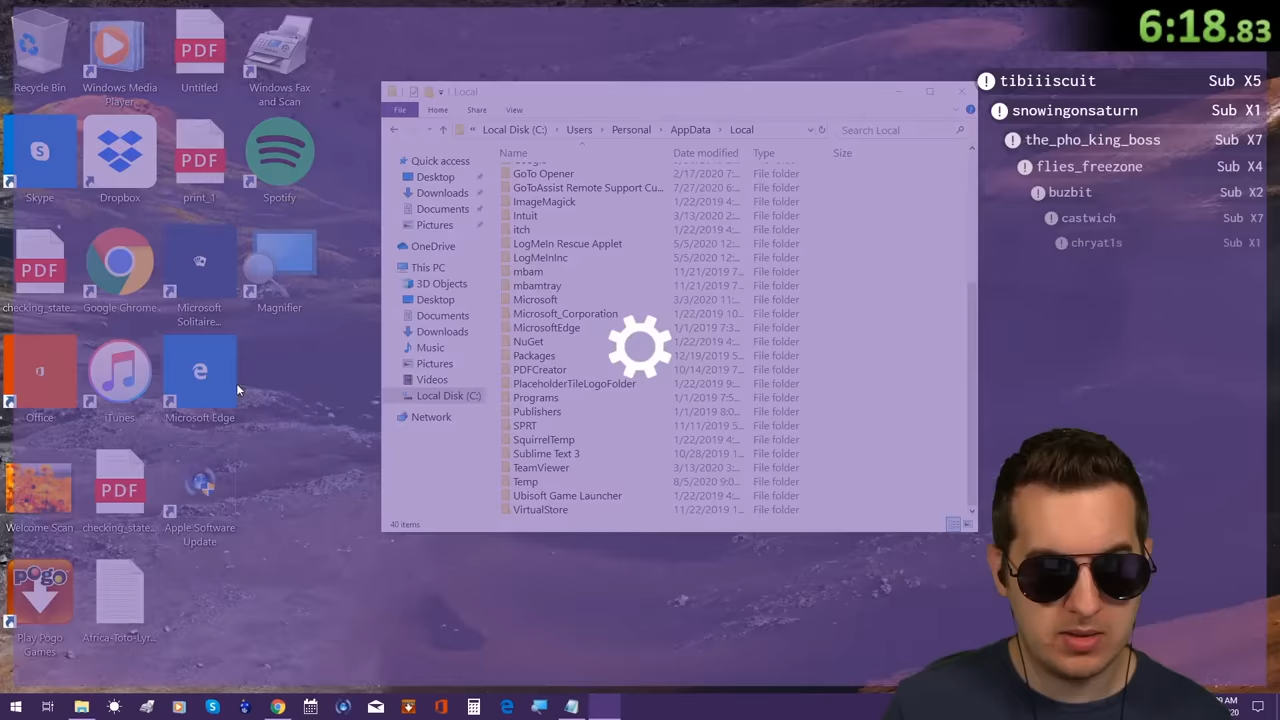 6:18.83
tibiiiscuit Sub X5
snowingonsaturn Sub X1
the_pho_king_boss Sub X7
flies_freezone Sub X4
buzbit Sub X2
castwich Sub X7
chryat1s Sub X1
Recycle Bin
Windows Media Player
PDF
Untitled
Windows Fax and Scan
Skype
Dropbox
PDF
print_1
Spotify
PDF
checking_state...
Google Chrome
Microsoft Solitaire...
Magnifier
Office
iTunes
Microsoft Edge
Welcome Scan
PDF
checking_state...
Apple Software Update
POGO
Play Pogo Games
Africa-Toto-Lyr...
Local
File Home Share View
« Local Disk (C:) Users Personal AppData Local
Search Local
Quick access
Desktop
Downloads
Documents
Pictures
OneDrive
This PC
3D Objects
Desktop
Documents
Downloads
Music
Pictures
Videos
Local Disk (C:)
Network
Name Date modified Type Size
GoTo Opener 2/17/2020 7:... File folder
GoToAssist Remote Support Cu... 7/27/2020 6:... File folder
ImageMagick 1/22/2019 4:... File folder
Intuit 3/13/2020 2:... File folder
itch 1/22/2019 4:... File folder
LogMeIn Rescue Applet 5/5/2020 9:... File folder
LogMeInInc 5/5/2020 9:... File folder
mbam 11/21/2019 7... File folder
mbamtray 11/21/2019 7... File folder
Microsoft 3/3/2020 11:... File folder
Microsoft_Corporation 1/22/2019 10... File folder
MicrosoftEdge 1/1/2019 7:3... File folder
NuGet 1/22/2019 4:... File folder
Packages 12/19/2019 5... File folder
PDFCreator 10/14/2019 7... File folder
PlaceholderTileLogoFolder 1/22/2019 9:... File folder
Programs 1/1/2019 7:5... File folder
Publishers 1/1/2019 8:0... File folder
SPRT 11/11/2019 5... File folder
SquirrelTemp 1/22/2019 4:... File folder
Sublime Text 3 10/28/2019 1... File folder
TeamViewer 3/13/2020 3:... File folder
Temp 8/5/2020 9:0... File folder
Ubisoft Game Launcher 1/22/2019 4:... File folder
VirtualStore 11/22/2019 1... File folder
40 items